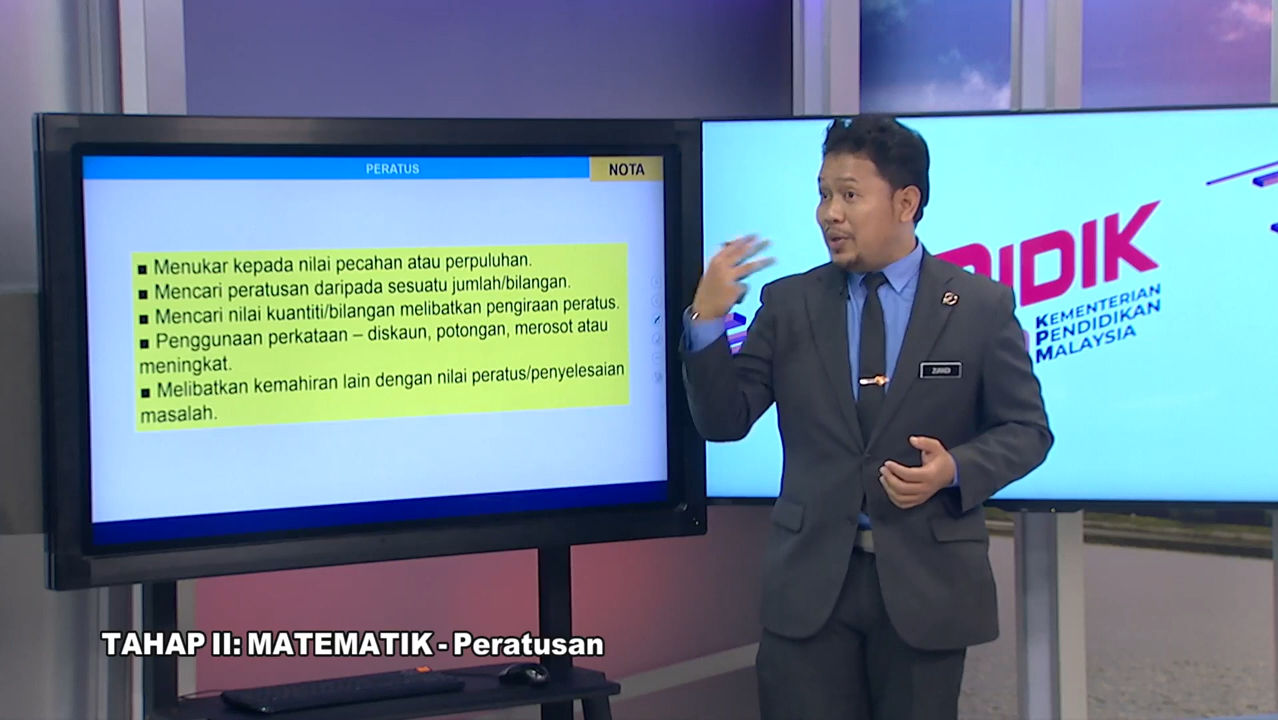 PERATUS
NOTA
▪ Menukar kepada nilai pecahan atau perpuluhan.
▪ Mencari peratusan daripada sesuatu jumlah/bilangan.
▪ Mencari nilai kuantiti/bilangan melibatkan pengiraan peratus.
▪ Penggunaan perkataan – diskaun, potongan, merosot atau
meningkat.
▪ Melibatkan kemahiran lain dengan nilai peratus/penyelesaian
masalah.
DIDIK
KEMENTERIAN
PENDIDIKAN
MALAYSIA
TAHAP II: MATEMATIK - Peratusan